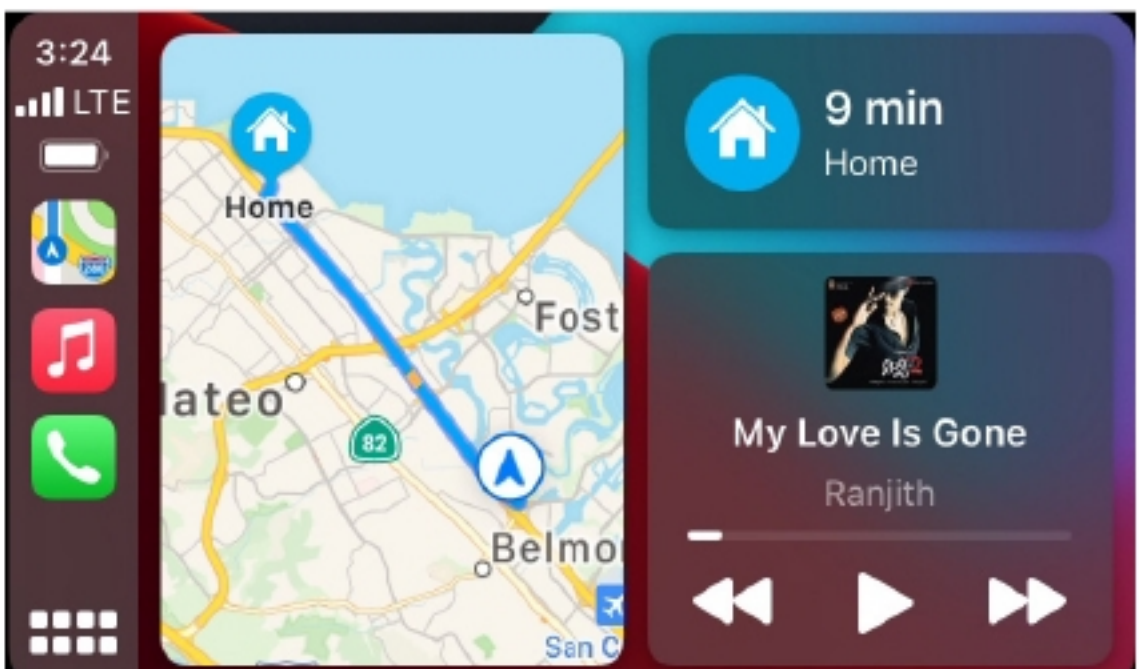 3:24
LTE
Home
Fost
lateo
82
Belmo
San C
9 min
Home
My Love Is Gone
Ranjith